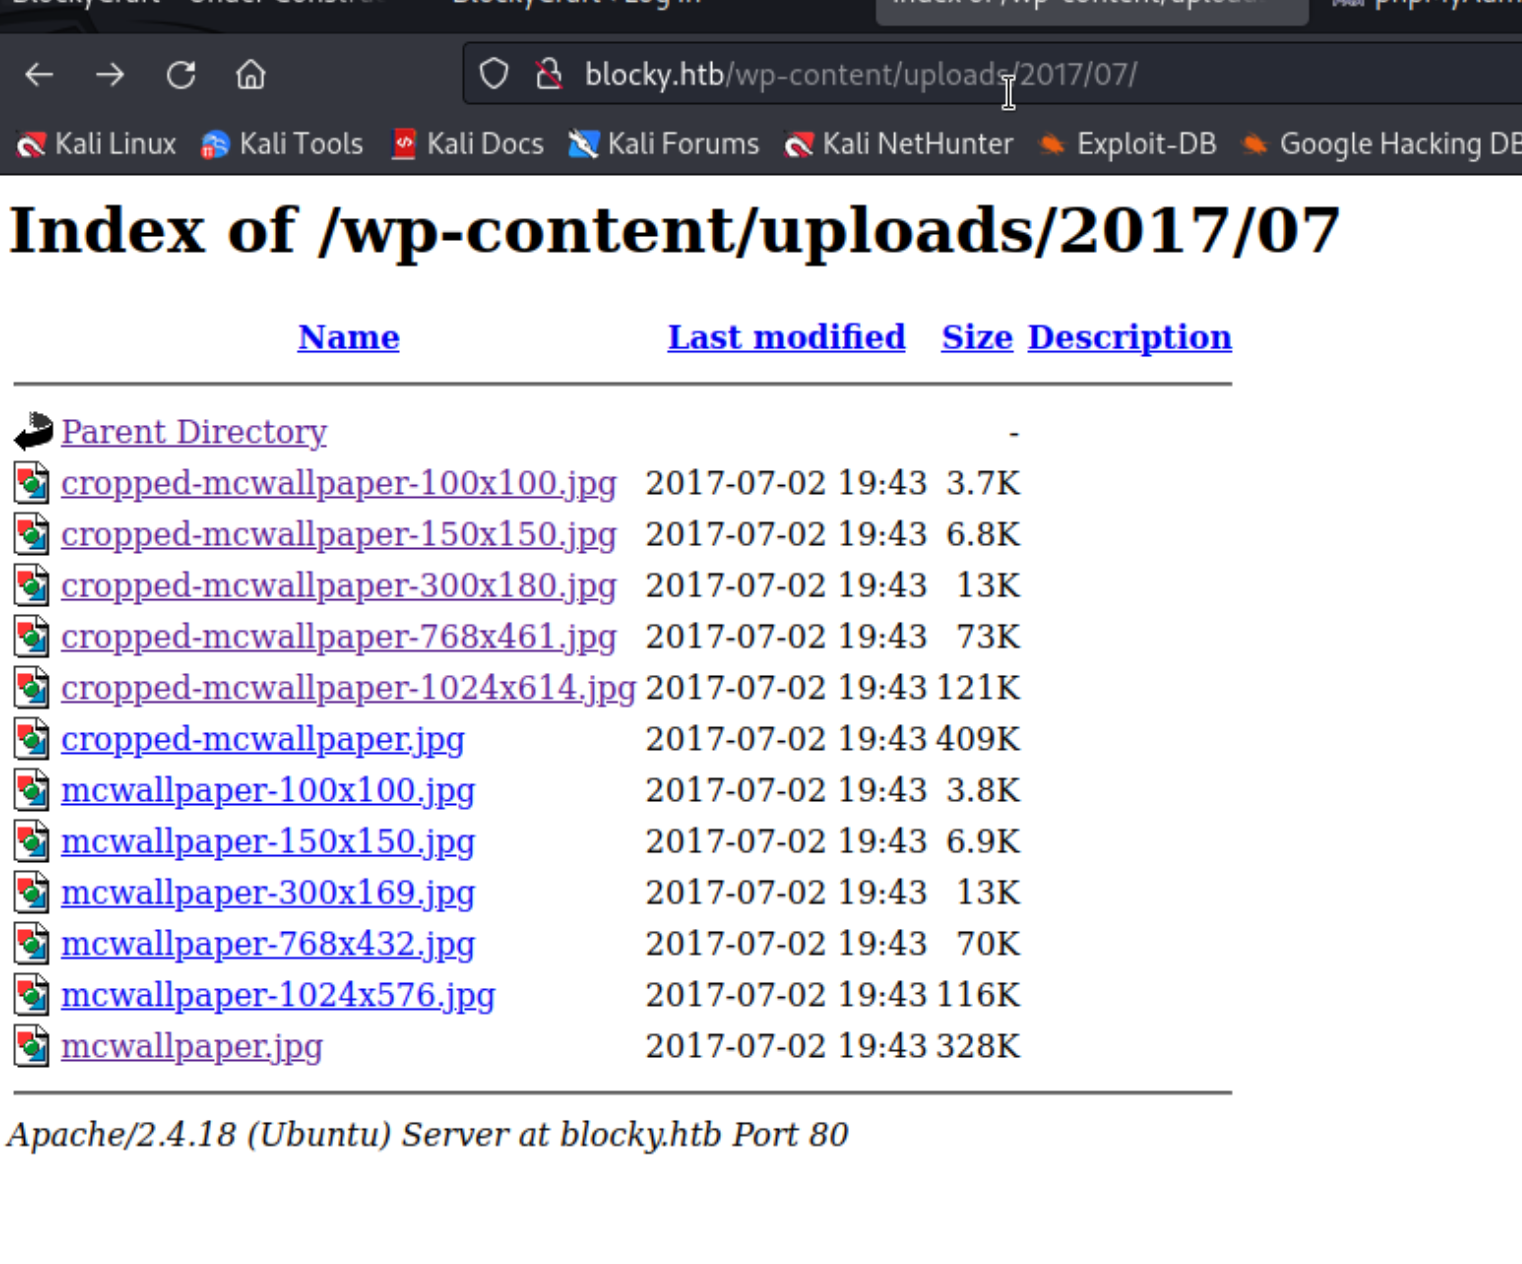 blocky.htb/wp-content/uploads/2017/07/
Kali Linux Kali Tools Kali Docs Kali Forums Kali NetHunter Exploit-DB Google Hacking DB
Index of /wp-content/uploads/2017/07
Name Last modified Size Description
Parent Directory -
cropped-mcwallpaper-100x100.jpg 2017-07-02 19:43 3.7K
cropped-mcwallpaper-150x150.jpg 2017-07-02 19:43 6.8K
cropped-mcwallpaper-300x180.jpg 2017-07-02 19:43 13K
cropped-mcwallpaper-768x461.jpg 2017-07-02 19:43 73K
cropped-mcwallpaper-1024x614.jpg 2017-07-02 19:43 121K
cropped-mcwallpaper.jpg 2017-07-02 19:43 409K
mcwallpaper-100x100.jpg 2017-07-02 19:43 3.8K
mcwallpaper-150x150.jpg 2017-07-02 19:43 6.9K
mcwallpaper-300x169.jpg 2017-07-02 19:43 13K
mcwallpaper-768x432.jpg 2017-07-02 19:43 70K
mcwallpaper-1024x576.jpg 2017-07-02 19:43 116K
mcwallpaper.jpg 2017-07-02 19:43 328K
Apache/2.4.18 (Ubuntu) Server at blocky.htb Port 80